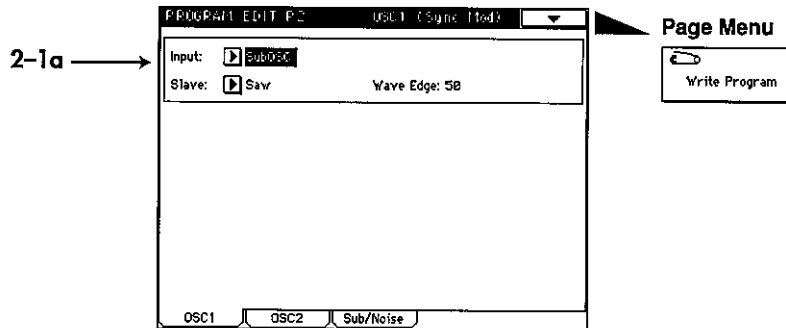 PROGRAM EDIT P2 OSC1 (Sync Mod)
Page Menu
Write Program
2–1a
Input: SubOSC
Slave: Saw Wave Edge: 50
OSC1 OSC2 Sub/Noise